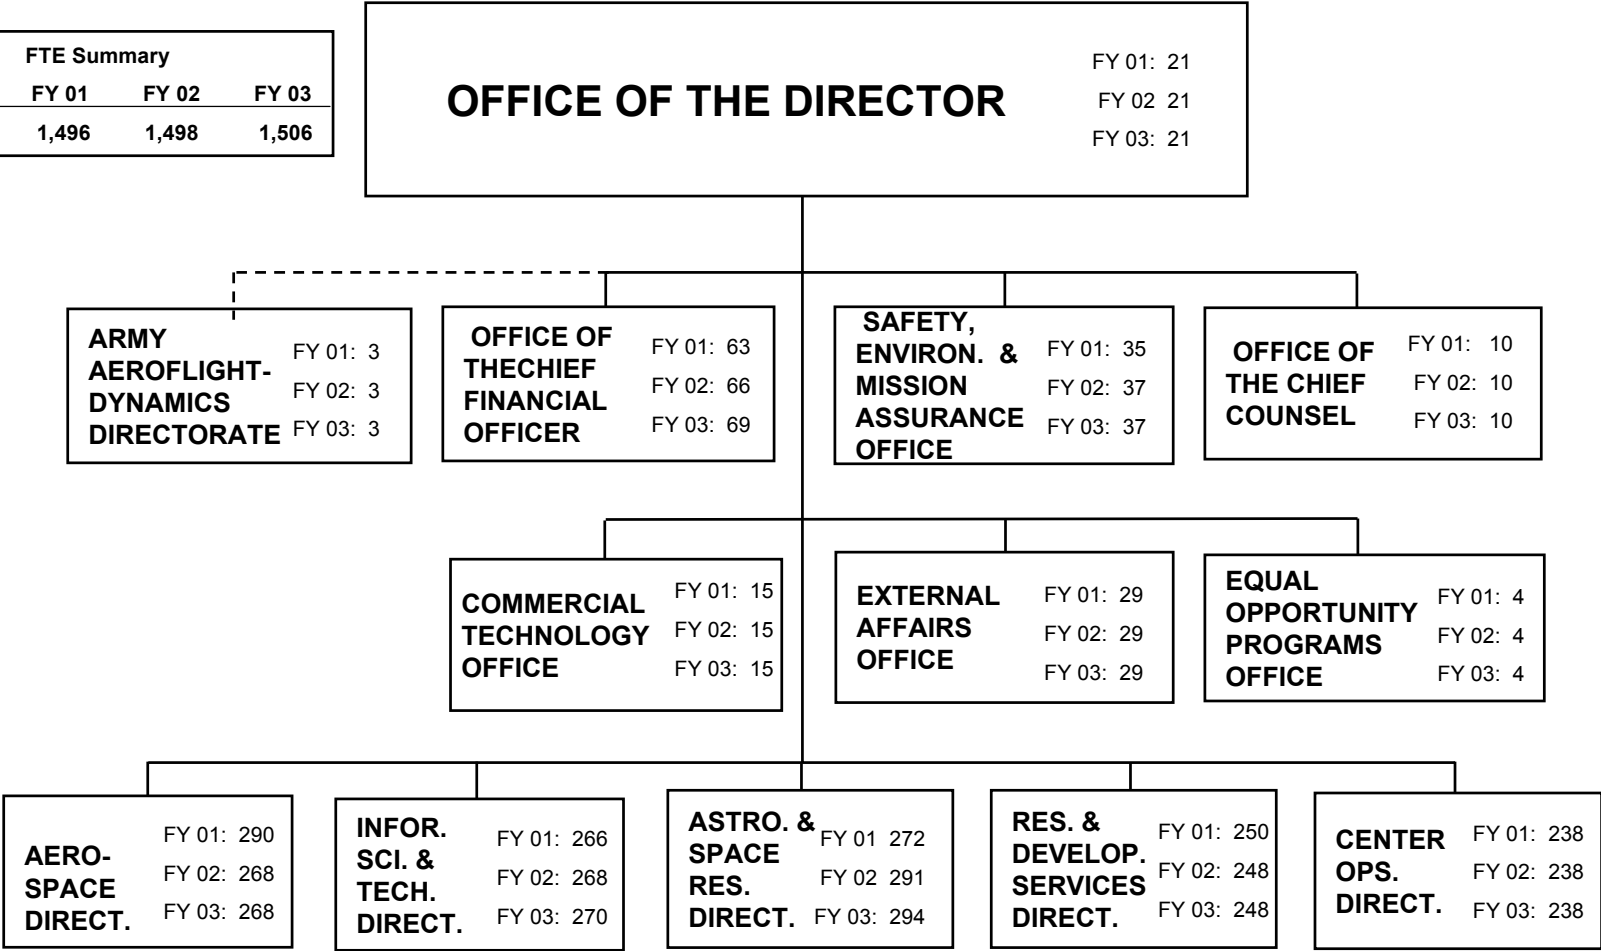 FTE Summary
FY 01 FY 02 FY 03
1,496 1,498 1,506
OFFICE OF THE DIRECTOR
FY 01: 21
FY 02 21
FY 03: 21
ARMY
AEROFLIGHT-
DYNAMICS
DIRECTORATE
FY 01: 3
FY 02: 3
FY 03: 3
OFFICE OF
THECHIEF
FINANCIAL
OFFICER
FY 01: 63
FY 02: 66
FY 03: 69
SAFETY,
ENVIRON. &
MISSION
ASSURANCE
OFFICE
FY 01: 35
FY 02: 37
FY 03: 37
OFFICE OF
THE CHIEF
COUNSEL
FY 01: 10
FY 02: 10
FY 03: 10
COMMERCIAL
TECHNOLOGY
OFFICE
FY 01: 15
FY 02: 15
FY 03: 15
EXTERNAL
AFFAIRS
OFFICE
FY 01: 29
FY 02: 29
FY 03: 29
EQUAL
OPPORTUNITY
PROGRAMS
OFFICE
FY 01: 4
FY 02: 4
FY 03: 4
AERO-
SPACE
DIRECT.
FY 01: 290
FY 02: 268
FY 03: 268
INFOR.
SCI. &
TECH.
DIRECT.
FY 01: 266
FY 02: 268
FY 03: 270
ASTRO. &
SPACE
RES.
DIRECT.
FY 01 272
FY 02 291
FY 03: 294
RES. &
DEVELOP.
SERVICES
DIRECT.
FY 01: 250
FY 02: 248
FY 03: 248
CENTER
OPS.
DIRECT.
FY 01: 238
FY 02: 238
FY 03: 238